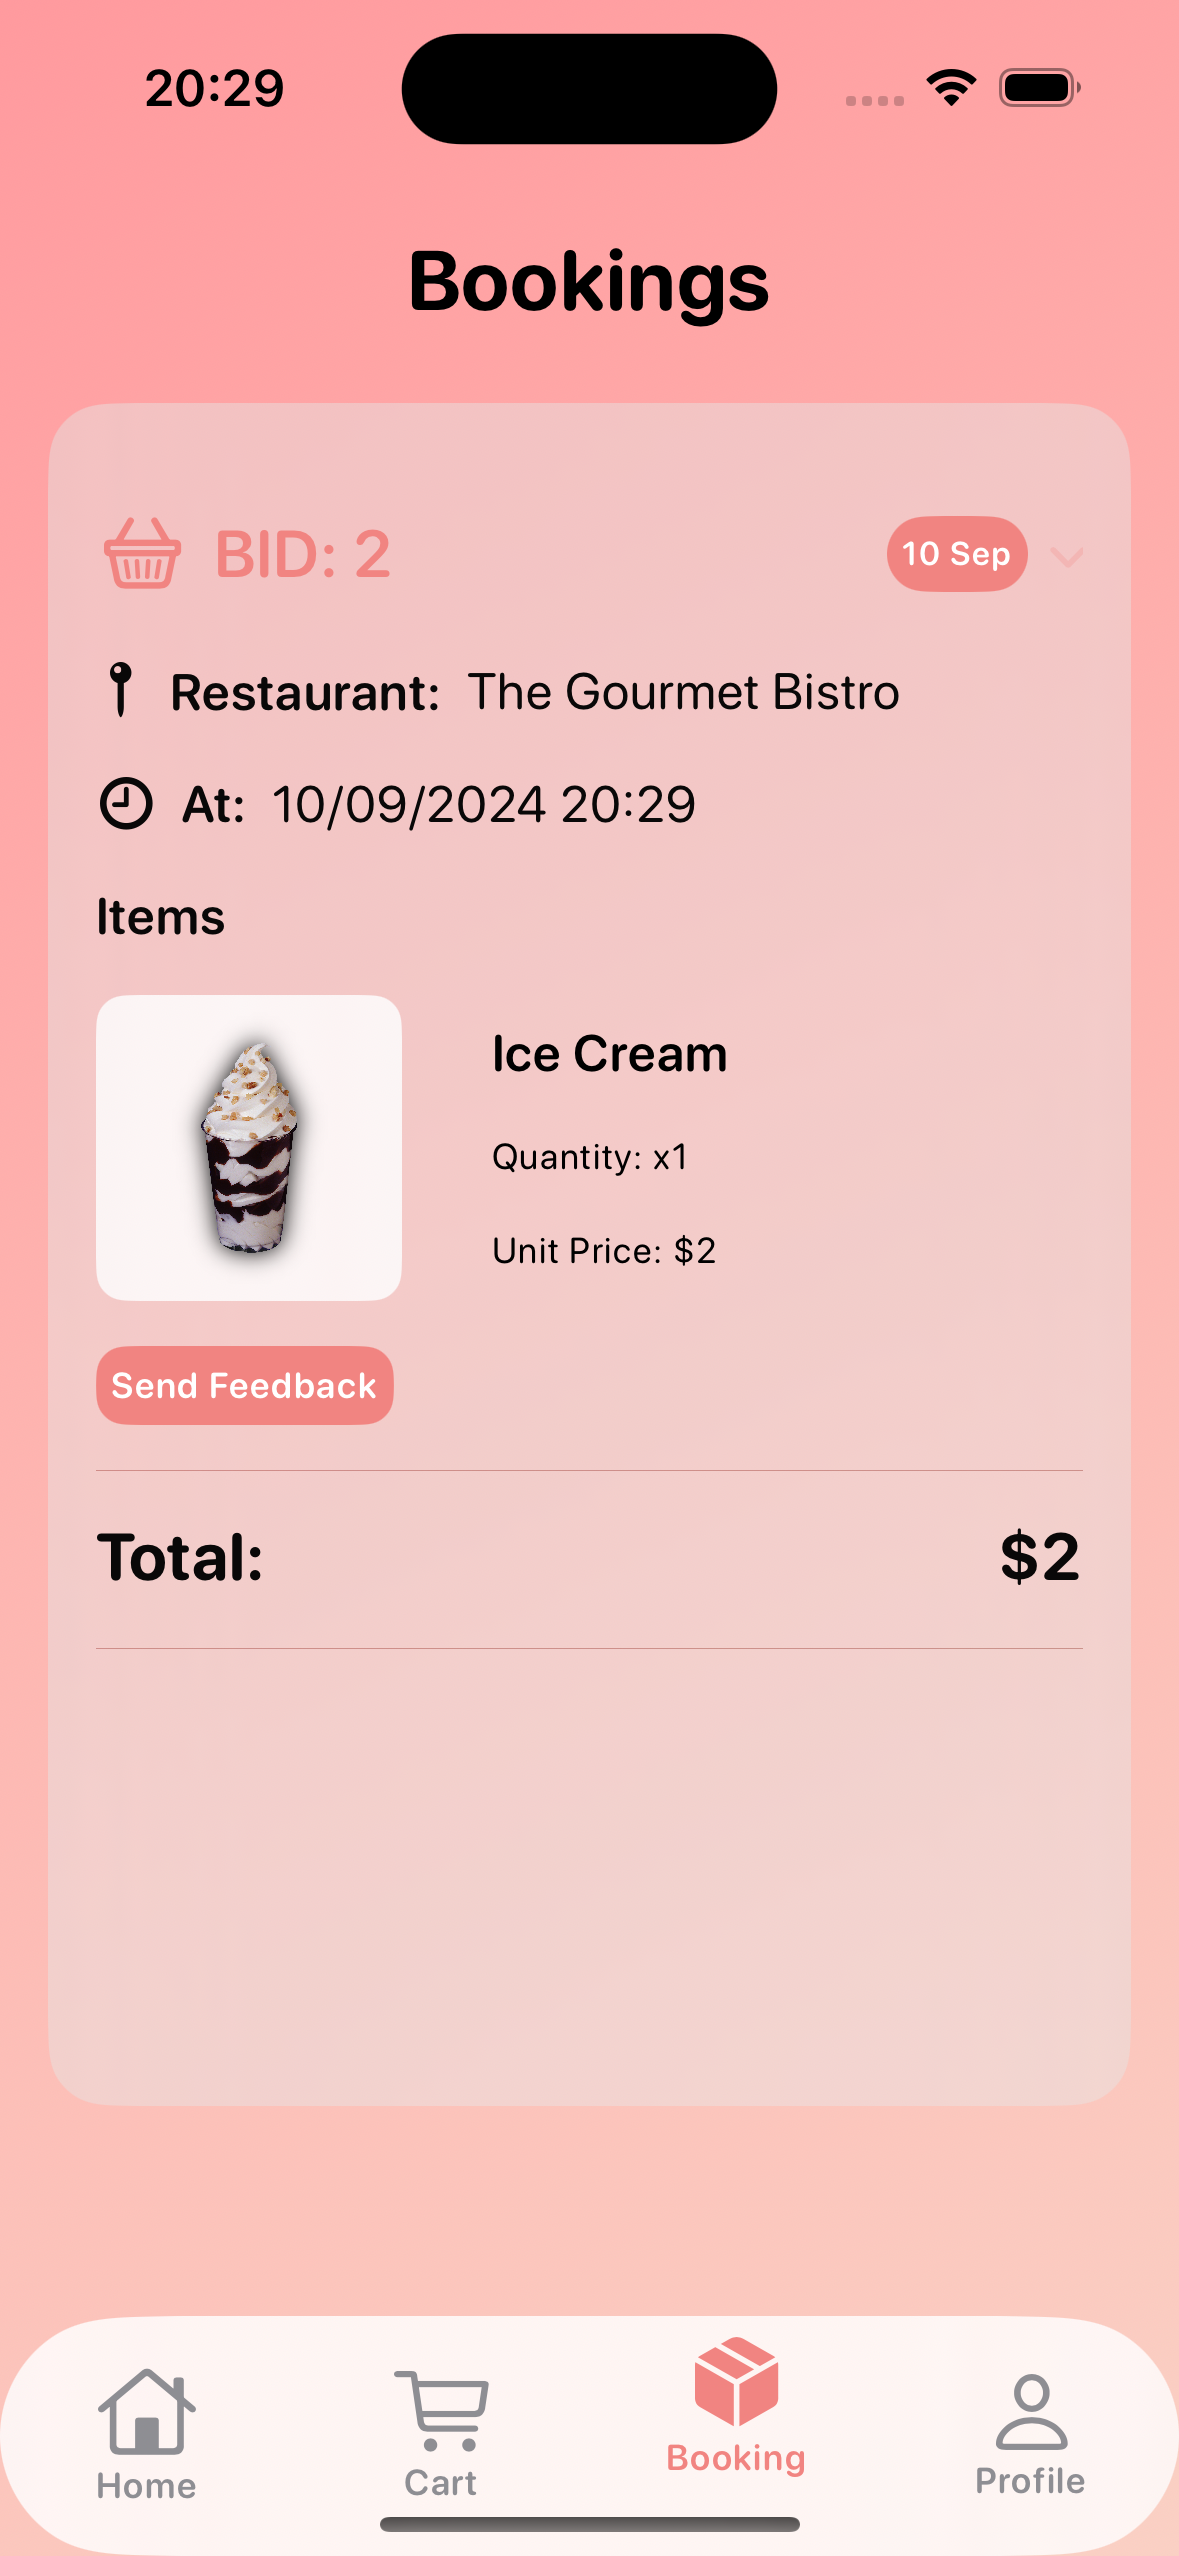 20:29
Bookings
BID: 2
10 Sep
Restaurant: The Gourmet Bistro
At: 10/09/2024 20:29
Items
Ice Cream
Quantity: x1
Unit Price: $2
Send Feedback
Total: $2
Home
Cart
Booking
Profile